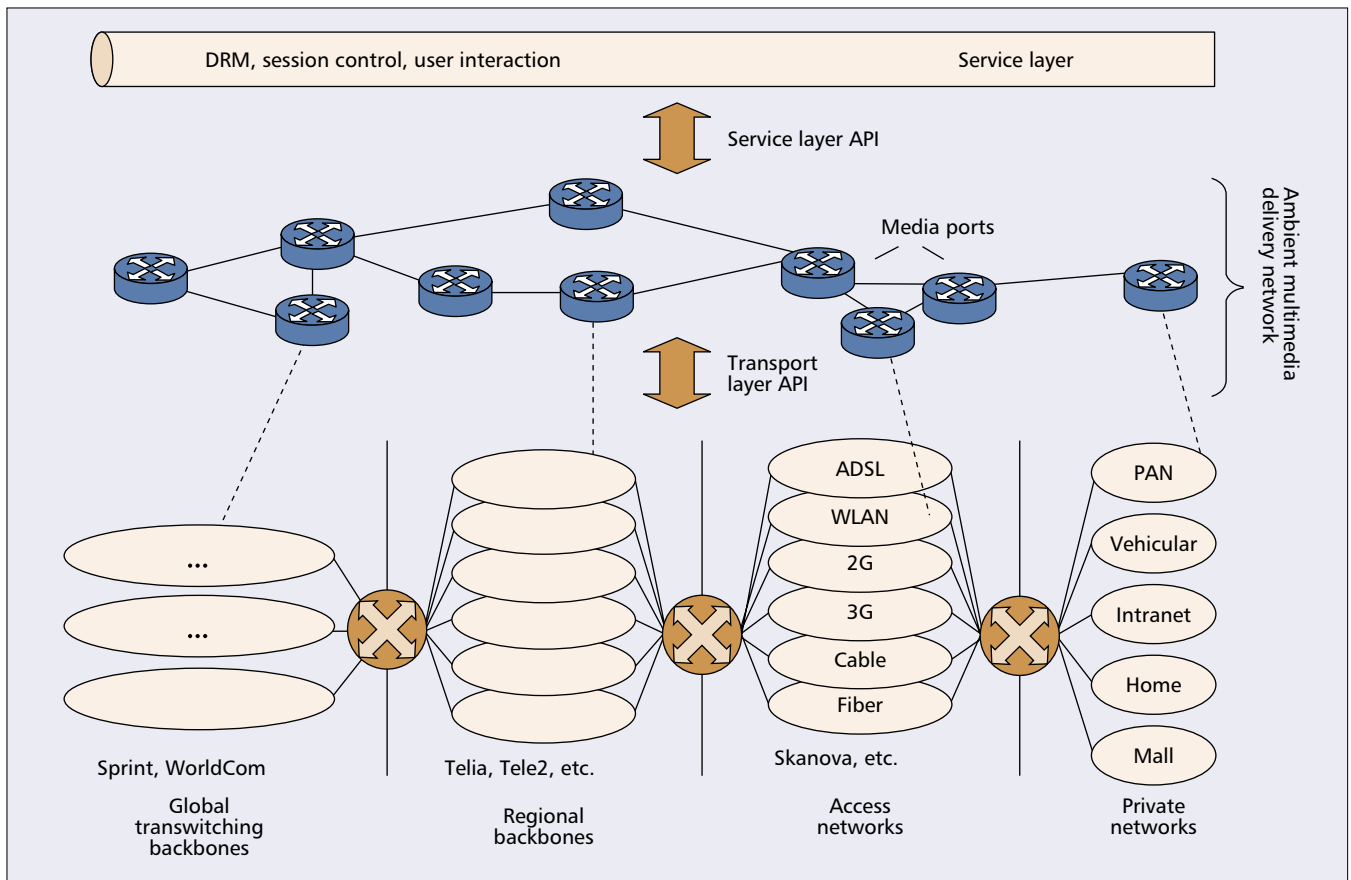 DRM, session control, user interaction
Service layer
Service layer API
Media ports
Ambient multimedia
delivery network
Transport
layer API
...
...
Sprint, WorldCom
Global
transwitching
backbones
Telia, Tele2, etc.
Regional
backbones
ADSL
WLAN
2G
3G
Cable
Fiber
Skanova, etc.
Access
networks
PAN
Vehicular
Intranet
Home
Mall
Private
networks